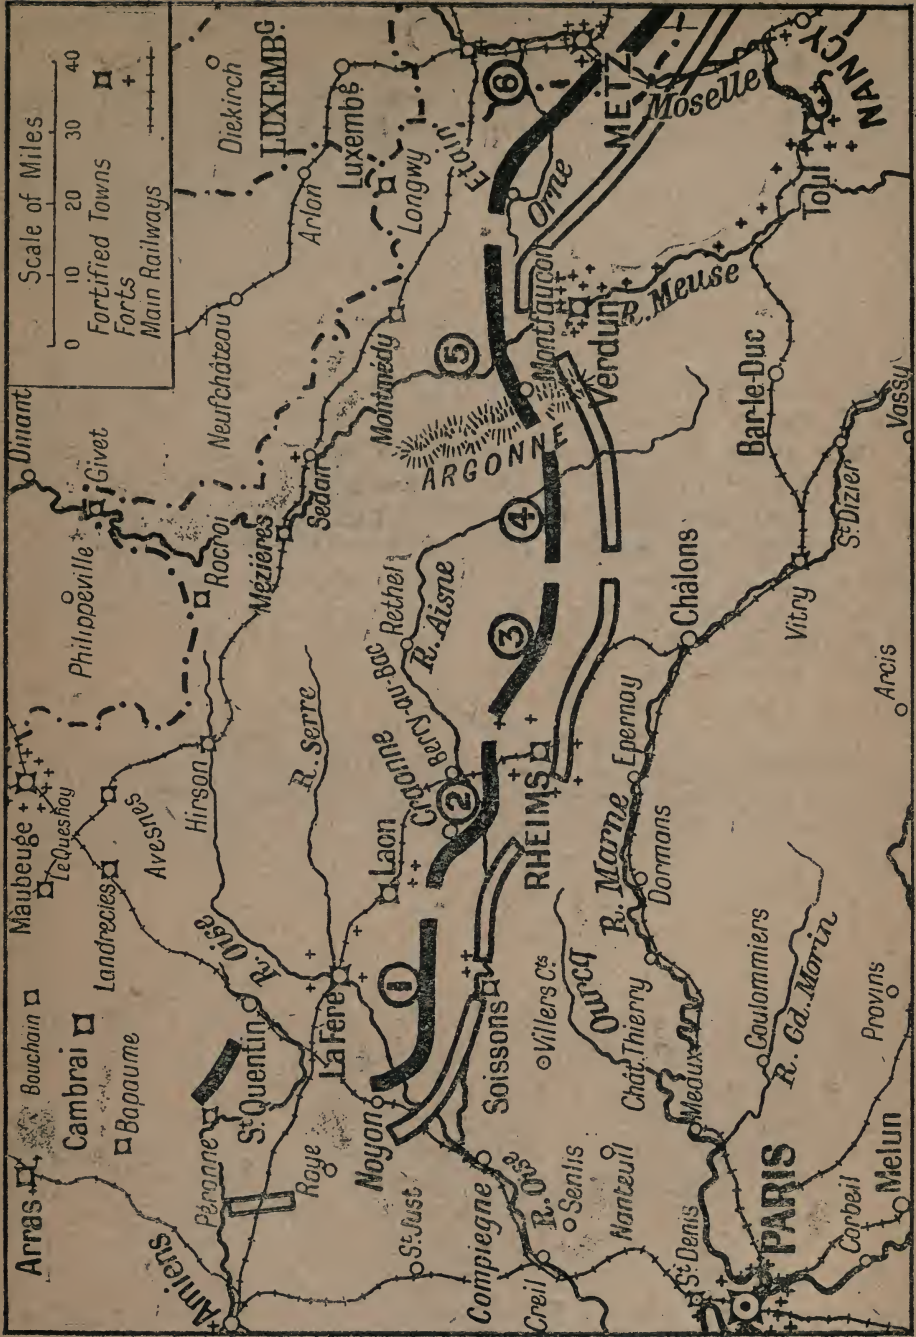 Scale of Miles
0 10 20 30 40
Fortified Towns
Forts
Main Railways
Arras
Bouchain
Maubeuge
Le Quesnoy
Philippeville
Dinant
Givet
Diekirch
LUXEMBG.
Cambrai
Landrecies
Avesnes
Bapaume
Rocroi
Neufchâteau
Arlon
Luxembg.
Hirson
Mézières
Sedan
Montmédy
Longwy
Etain
Amiens
Péronne
St Quentin
R. Oise
R. Serre
La Fère
Laon
Craonne
Berry-au-Bac
Rethel
R. Aisne
ARGONNE
Montfaucon
Orne
METZ
Moselle
Roye
Noyon
1
2
3
4
5
6
St Just
Compiegne
R. Oise
Soissons
RHEIMS
Verdun
R. Meuse
Toul
NANCY
Creil
Senlis
Nanteuil
Villers Cts
Ourcq
R. Marne
Dormans
Epernay
Châlons
Bar-le-Duc
St Denis
Meaux
Chât Thierry
Coulommiers
R. Gd. Morin
Vitry
St Dizier
Vassy
PARIS
Corbeil
Melun
Provins
Arcis